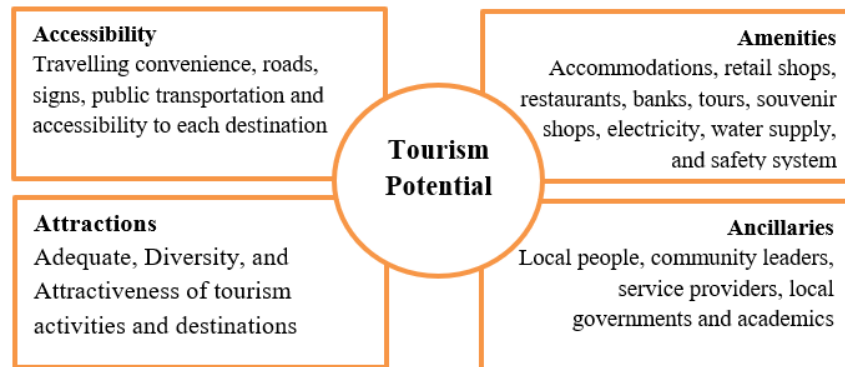 Accessibility
Travelling convenience, roads,
signs, public transportation and
accessibility to each destination
Amenities
Accommodations, retail shops,
restaurants, banks, tours, souvenir
shops, electricity, water supply,
and safety system
Tourism
Potential
Attractions
Adequate, Diversity, and
Attractiveness of tourism
activities and destinations
Ancillaries
Local people, community leaders,
service providers, local
governments and academics